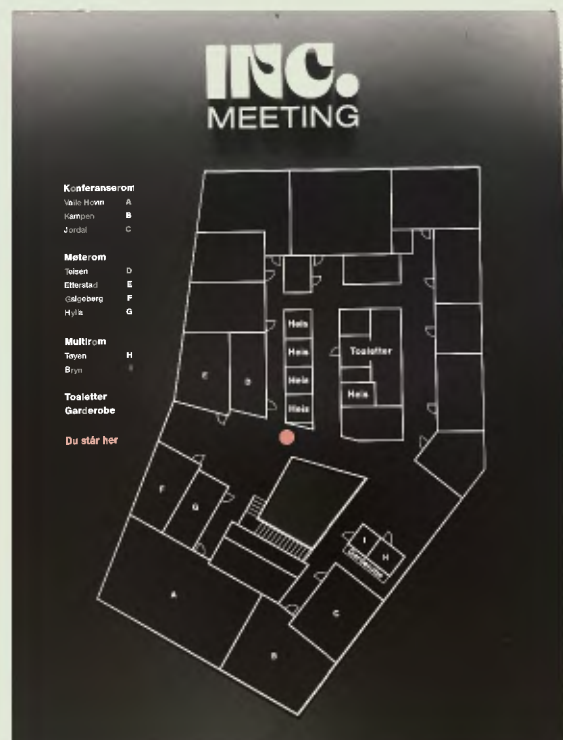 INC.
MEETING
Konferanserom
Valle Hovin A
Kampen B
Jordal C
Møterom
Teisen D
Etterstad E
Galgeberg F
Hylla G
Multirom
Tøyen H
Bryn I
Toaletter
Garderobe
Du står her
Heis
Heis
Toaletter
Heis
Heis
Heis
E
D
F
G
I
H
Garderobe
A
C
B